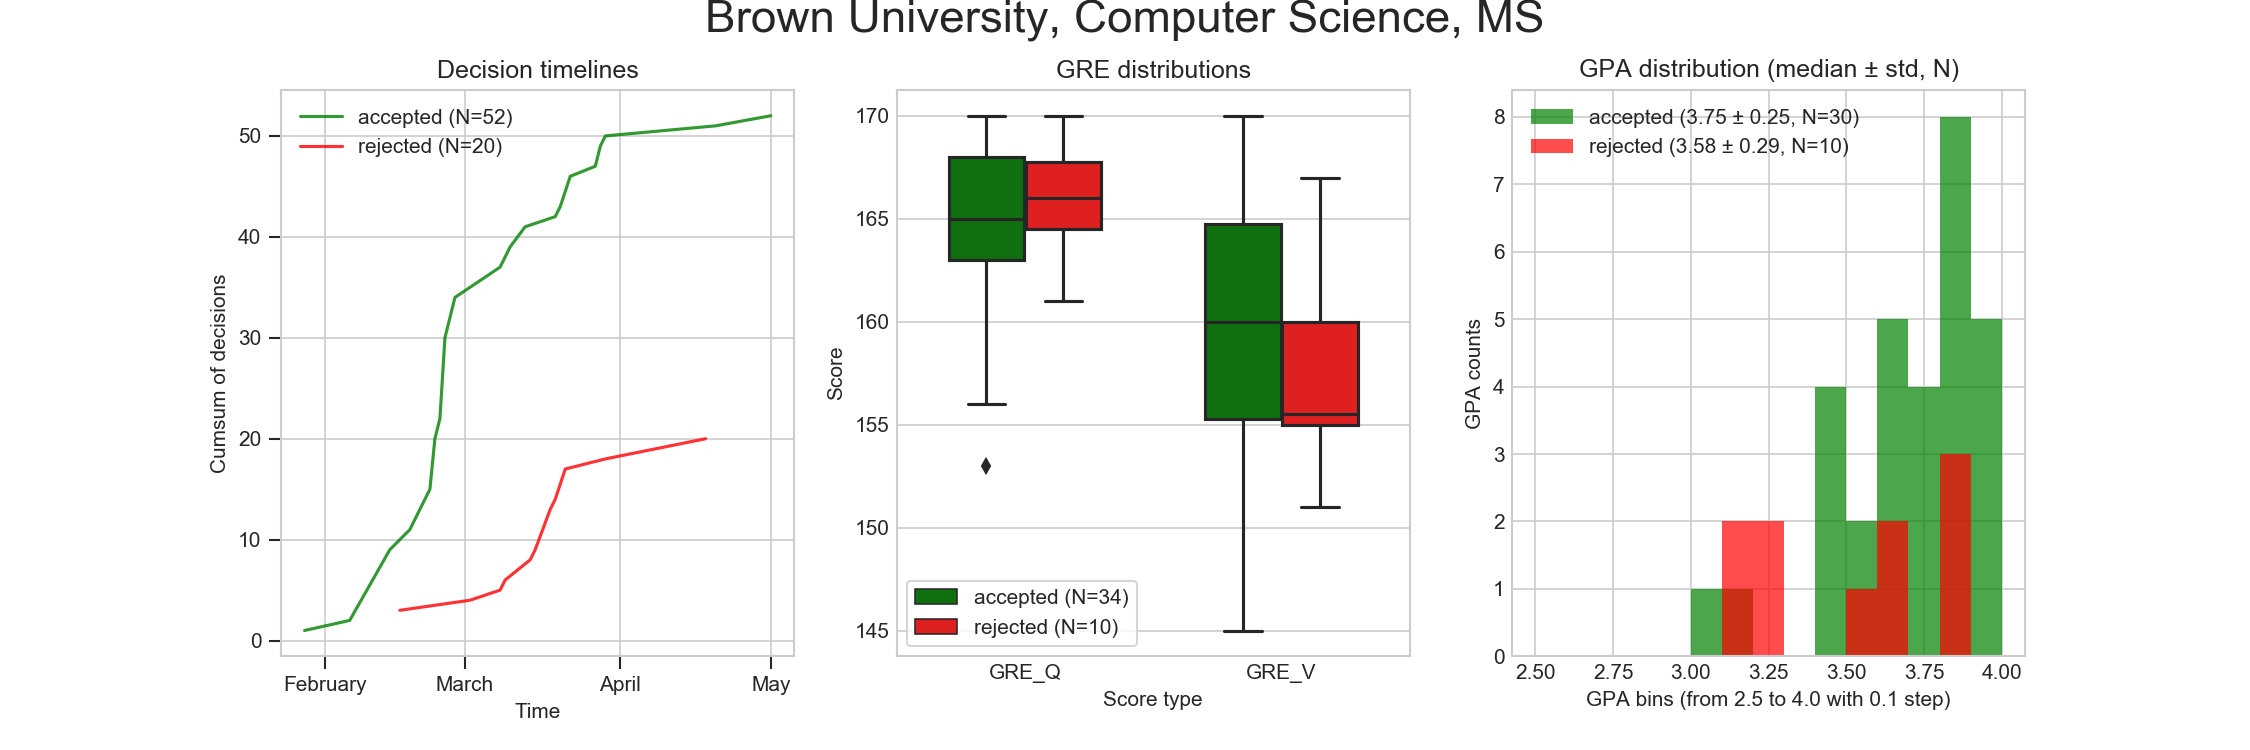 Brown University, Computer Science, MS
Decision timelines
accepted (N=52)
rejected (N=20)
50
40
30
20
10
0
Cumsum of decisions
February March April May
Time
GRE distributions
170
165
160
155
150
145
Score
accepted (N=34)
rejected (N=10)
GRE_Q GRE_V
Score type
GPA distribution (median ± std, N)
accepted (3.75 ± 0.25, N=30)
rejected (3.58 ± 0.29, N=10)
8
7
6
5
4
3
2
1
0
GPA counts
2.50 2.75 3.00 3.25 3.50 3.75 4.00
GPA bins (from 2.5 to 4.0 with 0.1 step)